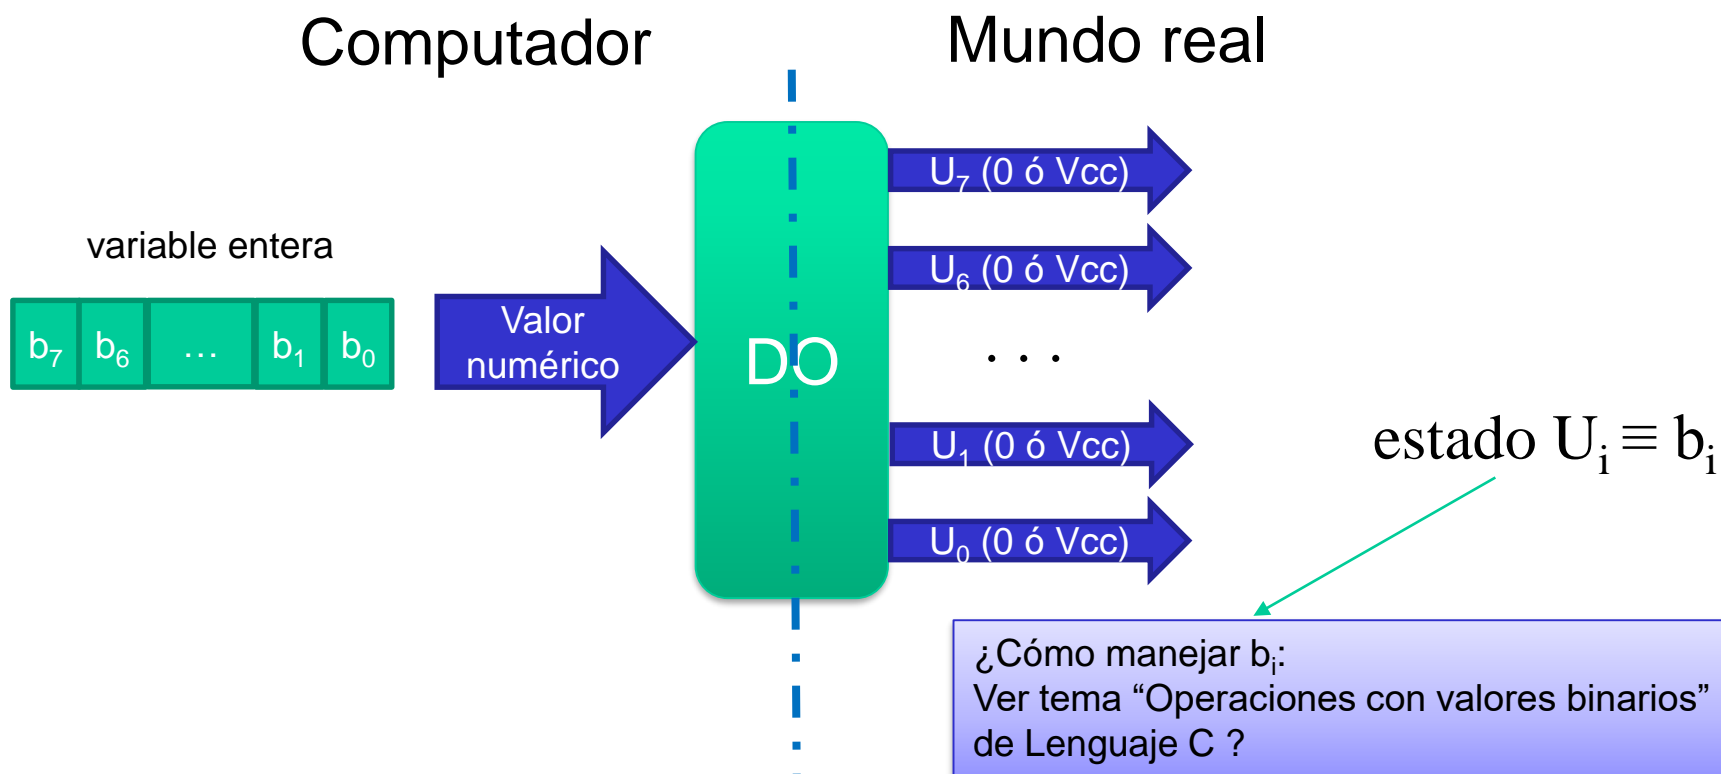 Computador
Mundo real
variable entera
b₇ b₆ … b₁ b₀
Valor
numérico
DO
U₇ (0 ó Vcc)
U₆ (0 ó Vcc)
. . .
U₁ (0 ó Vcc)
U₀ (0 ó Vcc)
estado Uᵢ ≡ bᵢ
¿Cómo manejar bᵢ:
Ver tema “Operaciones con valores binarios”
de Lenguaje C ?